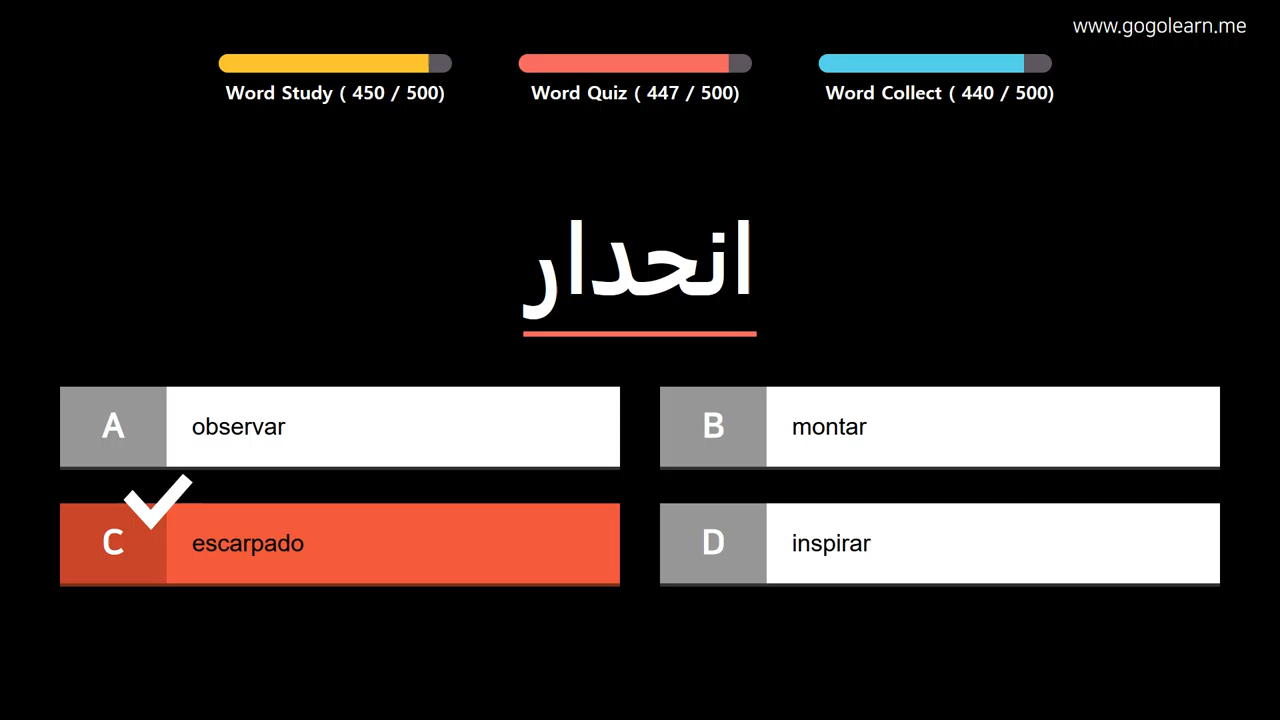 www.gogolearn.me
Word Study ( 450 / 500)
Word Quiz ( 447 / 500)
Word Collect ( 440 / 500)
انحدار
A observar
B montar
C escarpado
D inspirar